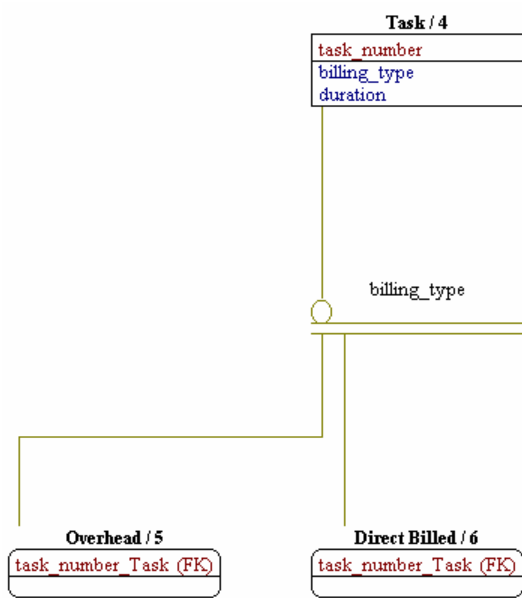 Task / 4
task_number
billing_type
duration
billing_type
Overhead / 5
Direct Billed / 6
task_number_Task (FK)
task_number_Task (FK)